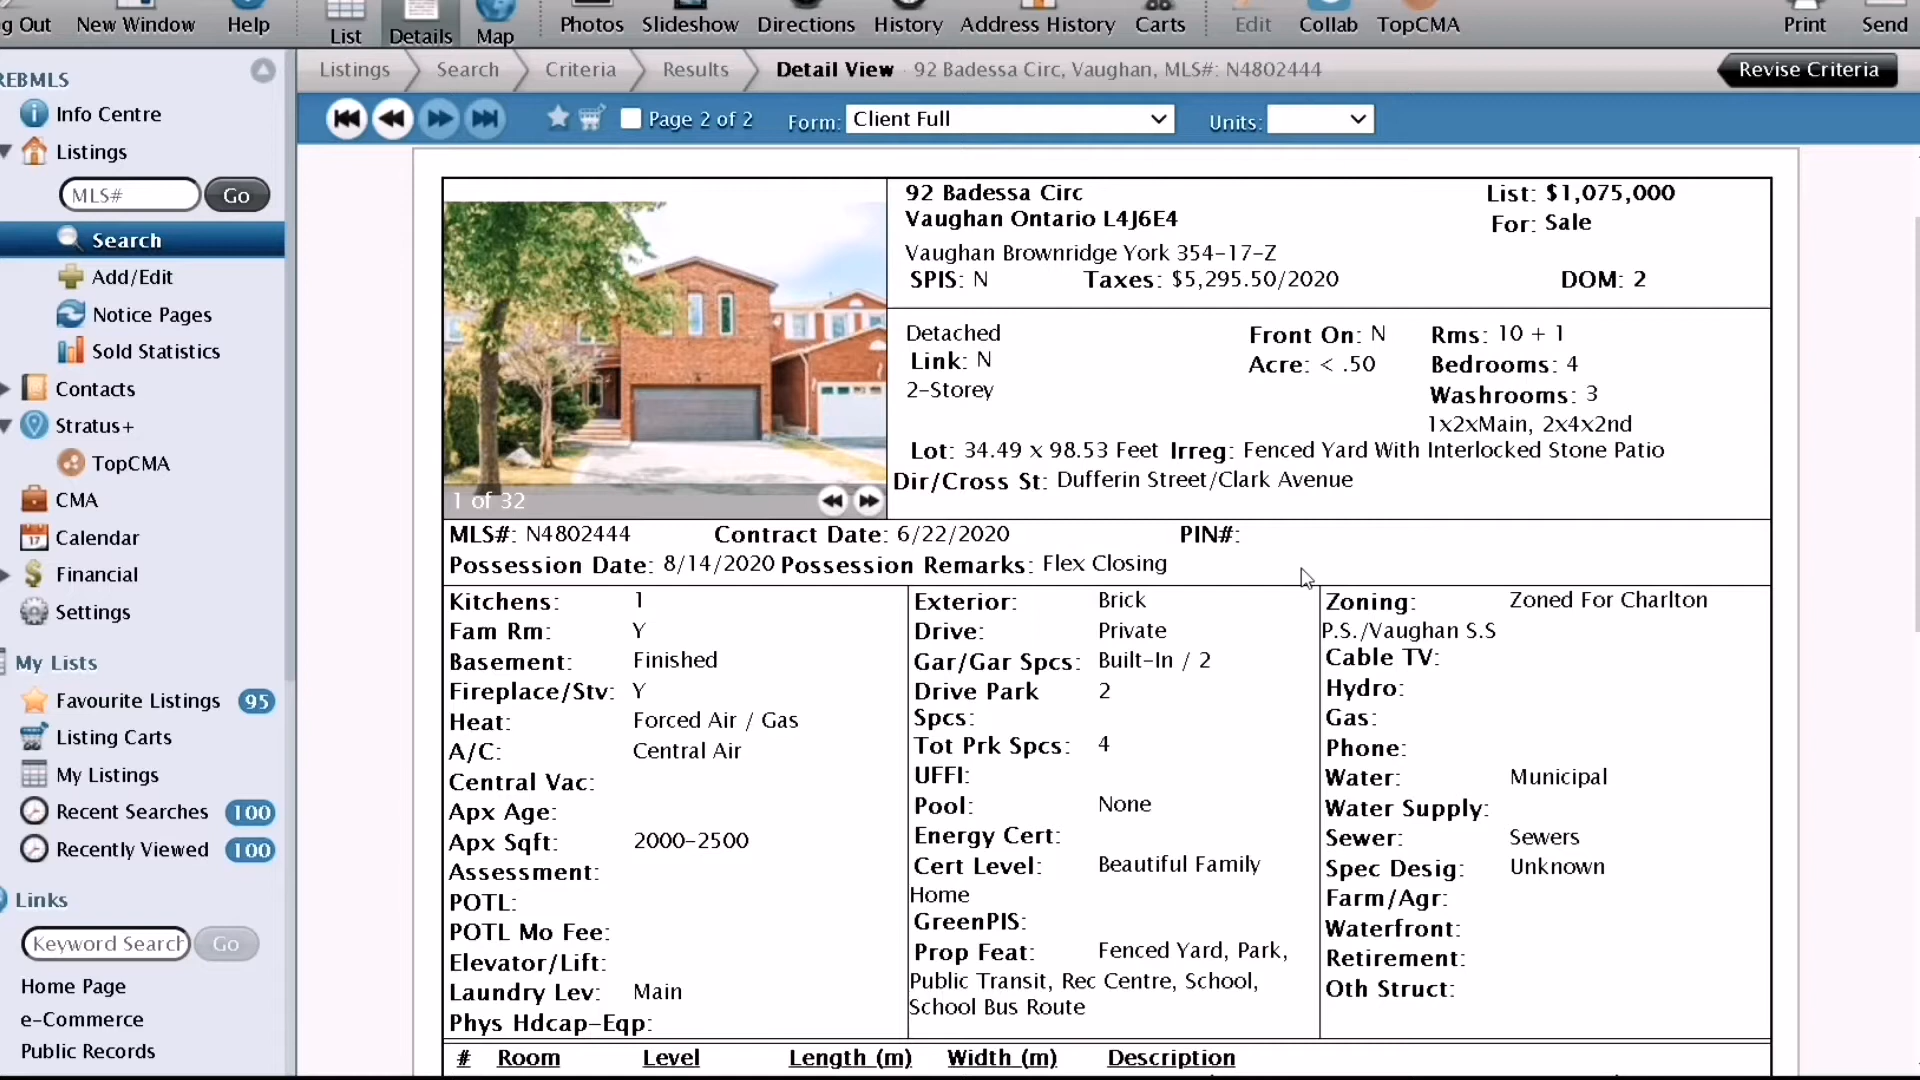 g Out New Window Help List Details Map Photos Slideshow Directions History Address History Carts Edit Collab TopCMA Print Send
Listings Search Criteria Results Detail View · 92 Badessa Circ, Vaughan, MLS#: N4802444 Revise Criteria
Page 2 of 2 Form: Client Full Units:
REBMLS
Info Centre
Listings
MLS# Go
Search
Add/Edit
Notice Pages
Sold Statistics
Contacts
Stratus+
TopCMA
CMA
17 Calendar
$ Financial
Settings
My Lists
Favourite Listings 95
Listing Carts
My Listings
Recent Searches 100
Recently Viewed 100
Links
Keyword Search Go
Home Page
e-Commerce
Public Records
1 of 32
92 Badessa Circ List: $1,075,000
Vaughan Ontario L4J6E4 For: Sale
Vaughan Brownridge York 354-17-Z
SPIS: N Taxes: $5,295.50/2020 DOM: 2
Detached Front On: N Rms: 10 + 1
Link: N Acre: < .50 Bedrooms: 4
2-Storey Washrooms: 3
1x2xMain, 2x4x2nd
Lot: 34.49 x 98.53 Feet Irreg: Fenced Yard With Interlocked Stone Patio
Dir/Cross St: Dufferin Street/Clark Avenue
MLS#: N4802444 Contract Date: 6/22/2020 PIN#:
Possession Date: 8/14/2020 Possession Remarks: Flex Closing
Kitchens: 1
Fam Rm: Y
Basement: Finished
Fireplace/Stv: Y
Heat: Forced Air / Gas
A/C: Central Air
Central Vac:
Apx Age:
Apx Sqft: 2000-2500
Assessment:
POTL:
POTL Mo Fee:
Elevator/Lift:
Laundry Lev: Main
Phys Hdcap-Eqp:
Exterior: Brick
Drive: Private
Gar/Gar Spcs: Built-In / 2
Drive Park 2
Spcs:
Tot Prk Spcs: 4
UFFI:
Pool: None
Energy Cert:
Cert Level: Beautiful Family
Home
GreenPIS:
Prop Feat: Fenced Yard, Park,
Public Transit, Rec Centre, School,
School Bus Route
Zoning: Zoned For Charlton
P.S./Vaughan S.S
Cable TV:
Hydro:
Gas:
Phone:
Water: Municipal
Water Supply:
Sewer: Sewers
Spec Desig: Unknown
Farm/Agr:
Waterfront:
Retirement:
Oth Struct:
# Room Level Length (m) Width (m) Description